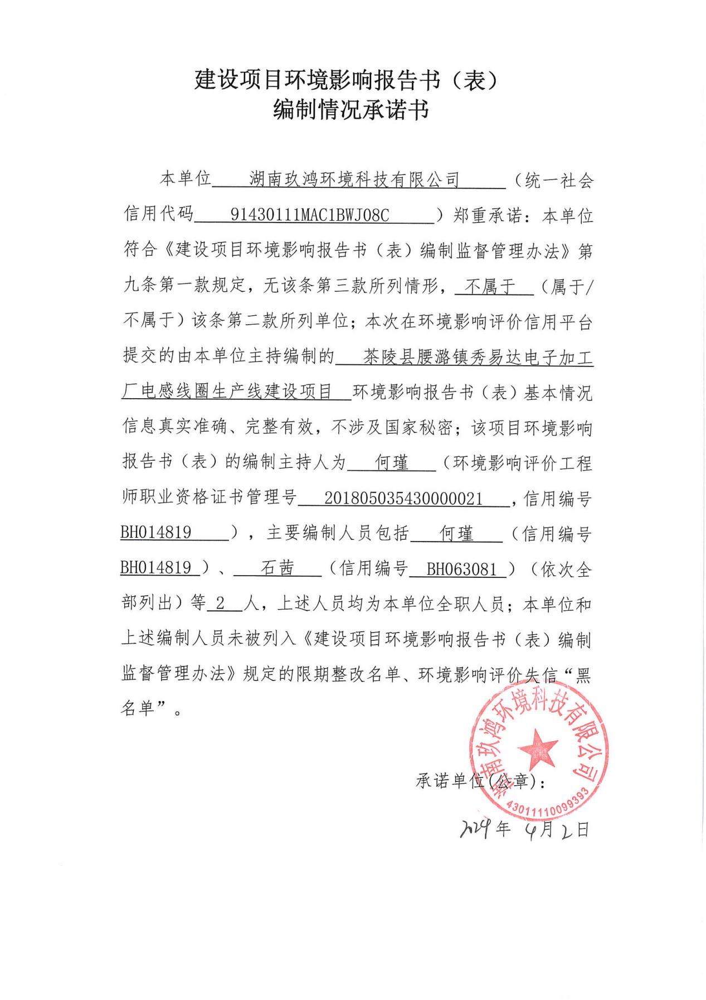 建设项目环境影响报告书（表）
编制情况承诺书
本单位 湖南玖鸿环境科技有限公司 （统一社会
信用代码 91430111MAC1BWJ08C ）郑重承诺：本单位
符合《建设项目环境影响报告书（表）编制监督管理办法》第
九条第一款规定，无该条第三款所列情形， 不属于 （属于/
不属于）该条第二款所列单位；本次在环境影响评价信用平台
提交的由本单位主持编制的 茶陵县腰潞镇秀易达电子加工
厂电感线圈生产线建设项目 环境影响报告书（表）基本情况
信息真实准确、完整有效，不涉及国家秘密；该项目环境影响
报告书（表）的编制主持人为 何瑾 （环境影响评价工程
师职业资格证书管理号 201805035430000021 ，信用编号
BH014819 ），主要编制人员包括 何瑾 （信用编号
BH014819 ）、 石茜 （信用编号 BH063081 ）（依次全
部列出）等 2 人，上述人员均为本单位全职人员；本单位和
上述编制人员未被列入《建设项目环境影响报告书（表）编制
监督管理办法》规定的限期整改名单、环境影响评价失信“黑
名单”。
湖南玖鸿环境科技有限公司
承诺单位(公章)：
43011110099393
2024年 4月2日